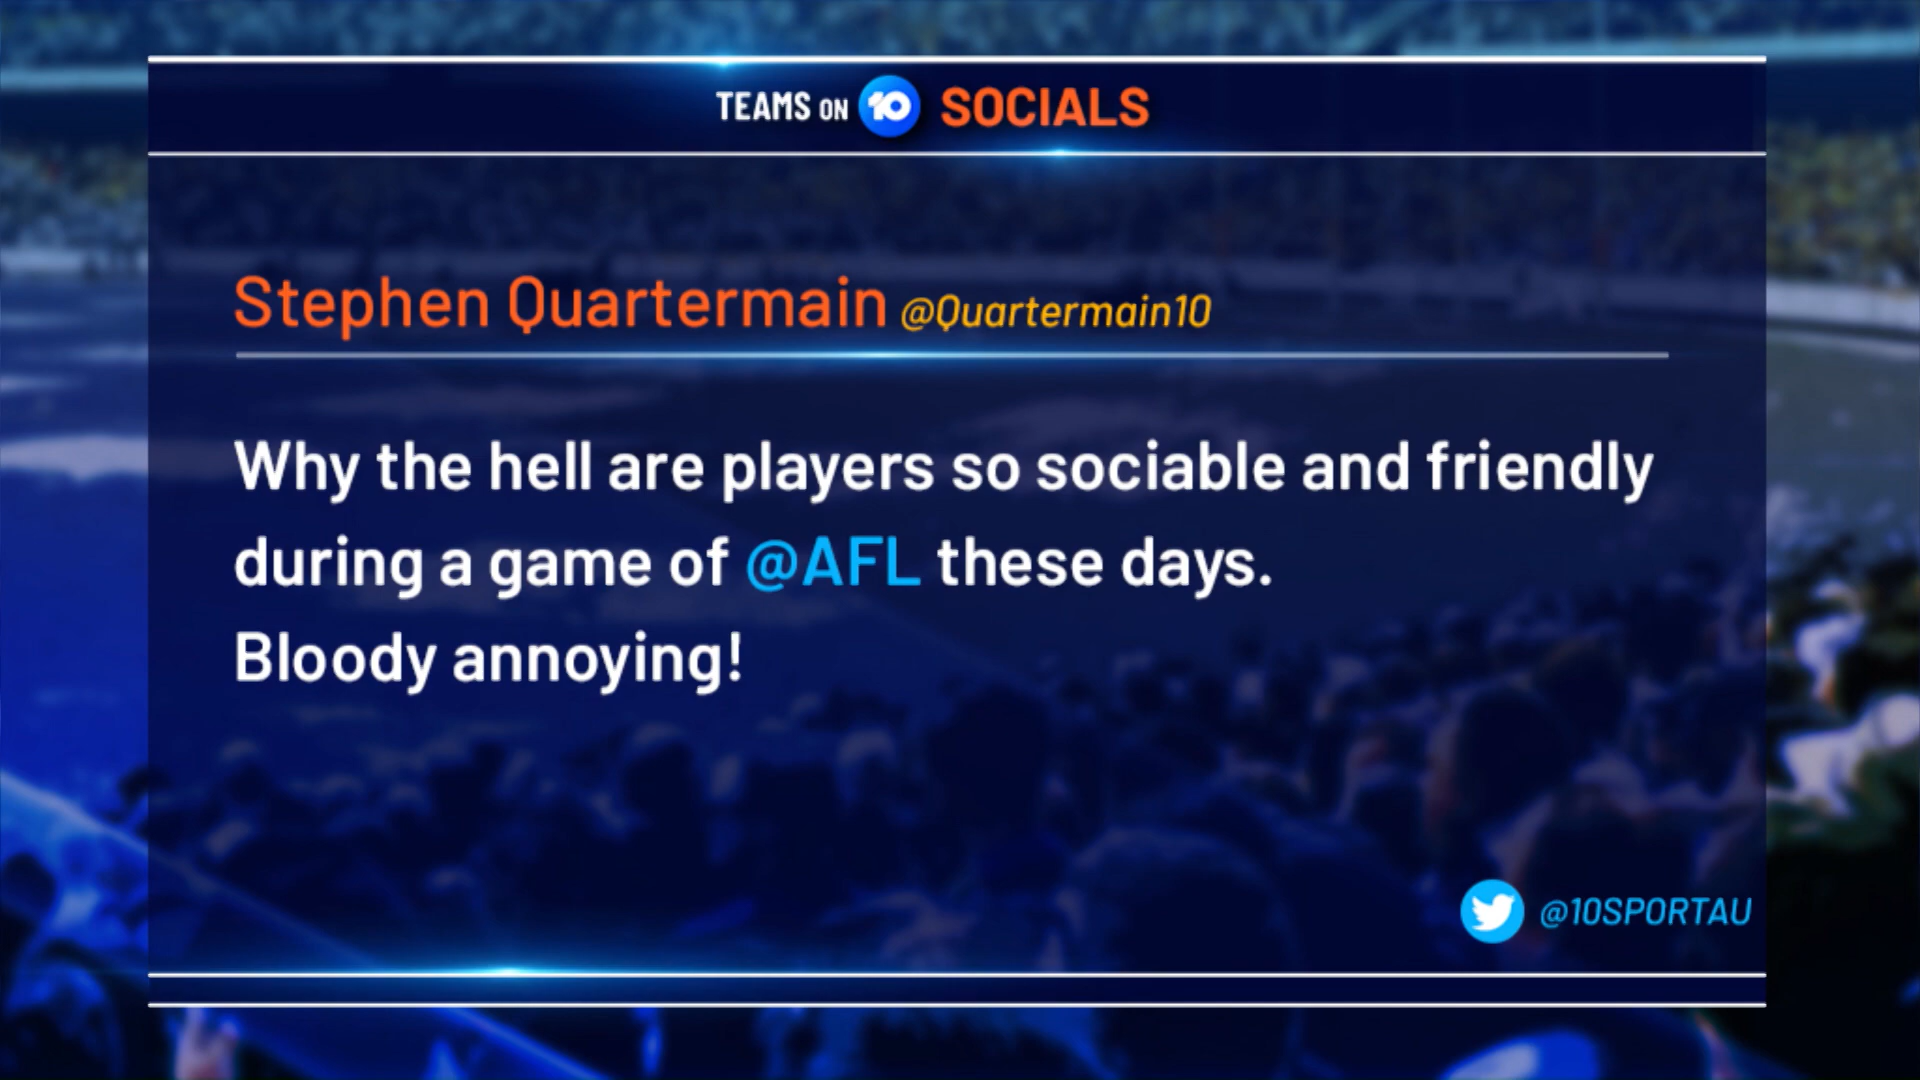 TEAMS ON 10 SOCIALS
Stephen Quartermain @Quartermain10
Why the hell are players so sociable and friendly
during a game of @AFL these days.
Bloody annoying!
@10SPORTAU